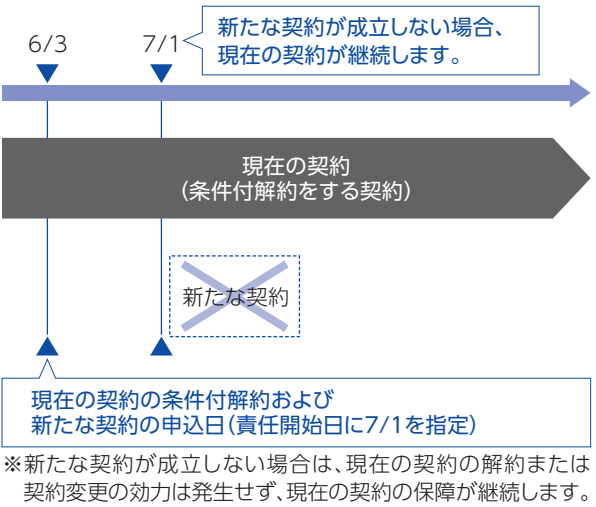 6/3
7/1
新たな契約が成立しない場合、
現在の契約が継続します。
現在の契約
(条件付解約をする契約)
新たな契約
現在の契約の条件付解約および
新たな契約の申込日(責任開始日に7/1を指定)
※新たな契約が成立しない場合は、現在の契約の解約または
契約変更の効力は発生せず、現在の契約の保障が継続します。